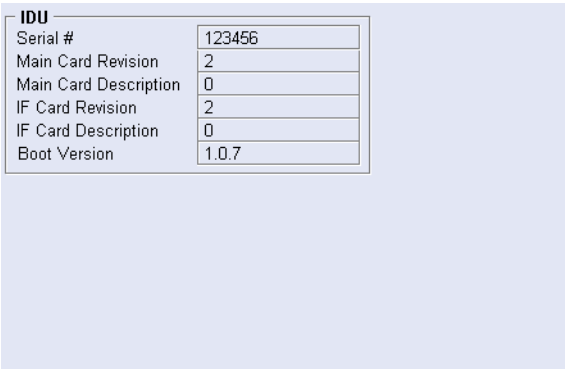 IDU
Serial # 123456
Main Card Revision 2
Main Card Description 0
IF Card Revision 2
IF Card Description 0
Boot Version 1.0.7